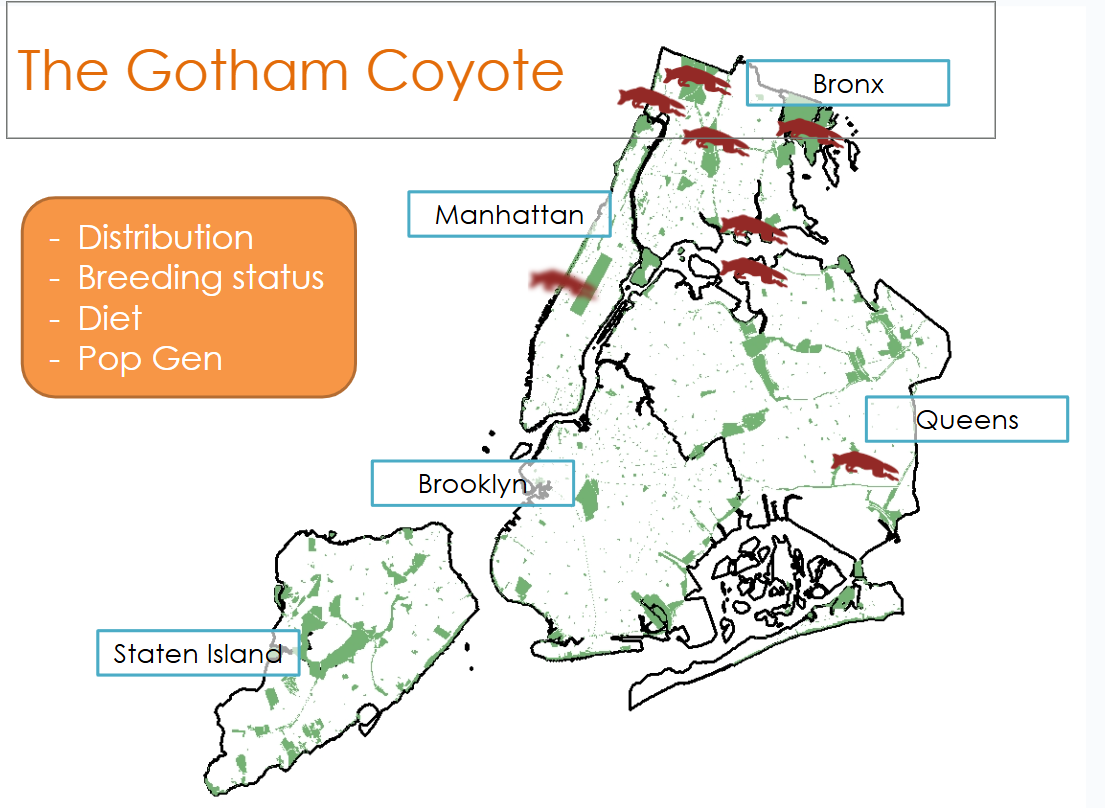 The Gotham Coyote
Bronx
Manhattan
- Distribution
- Breeding status
- Diet
- Pop Gen
Queens
Brooklyn
Staten Island